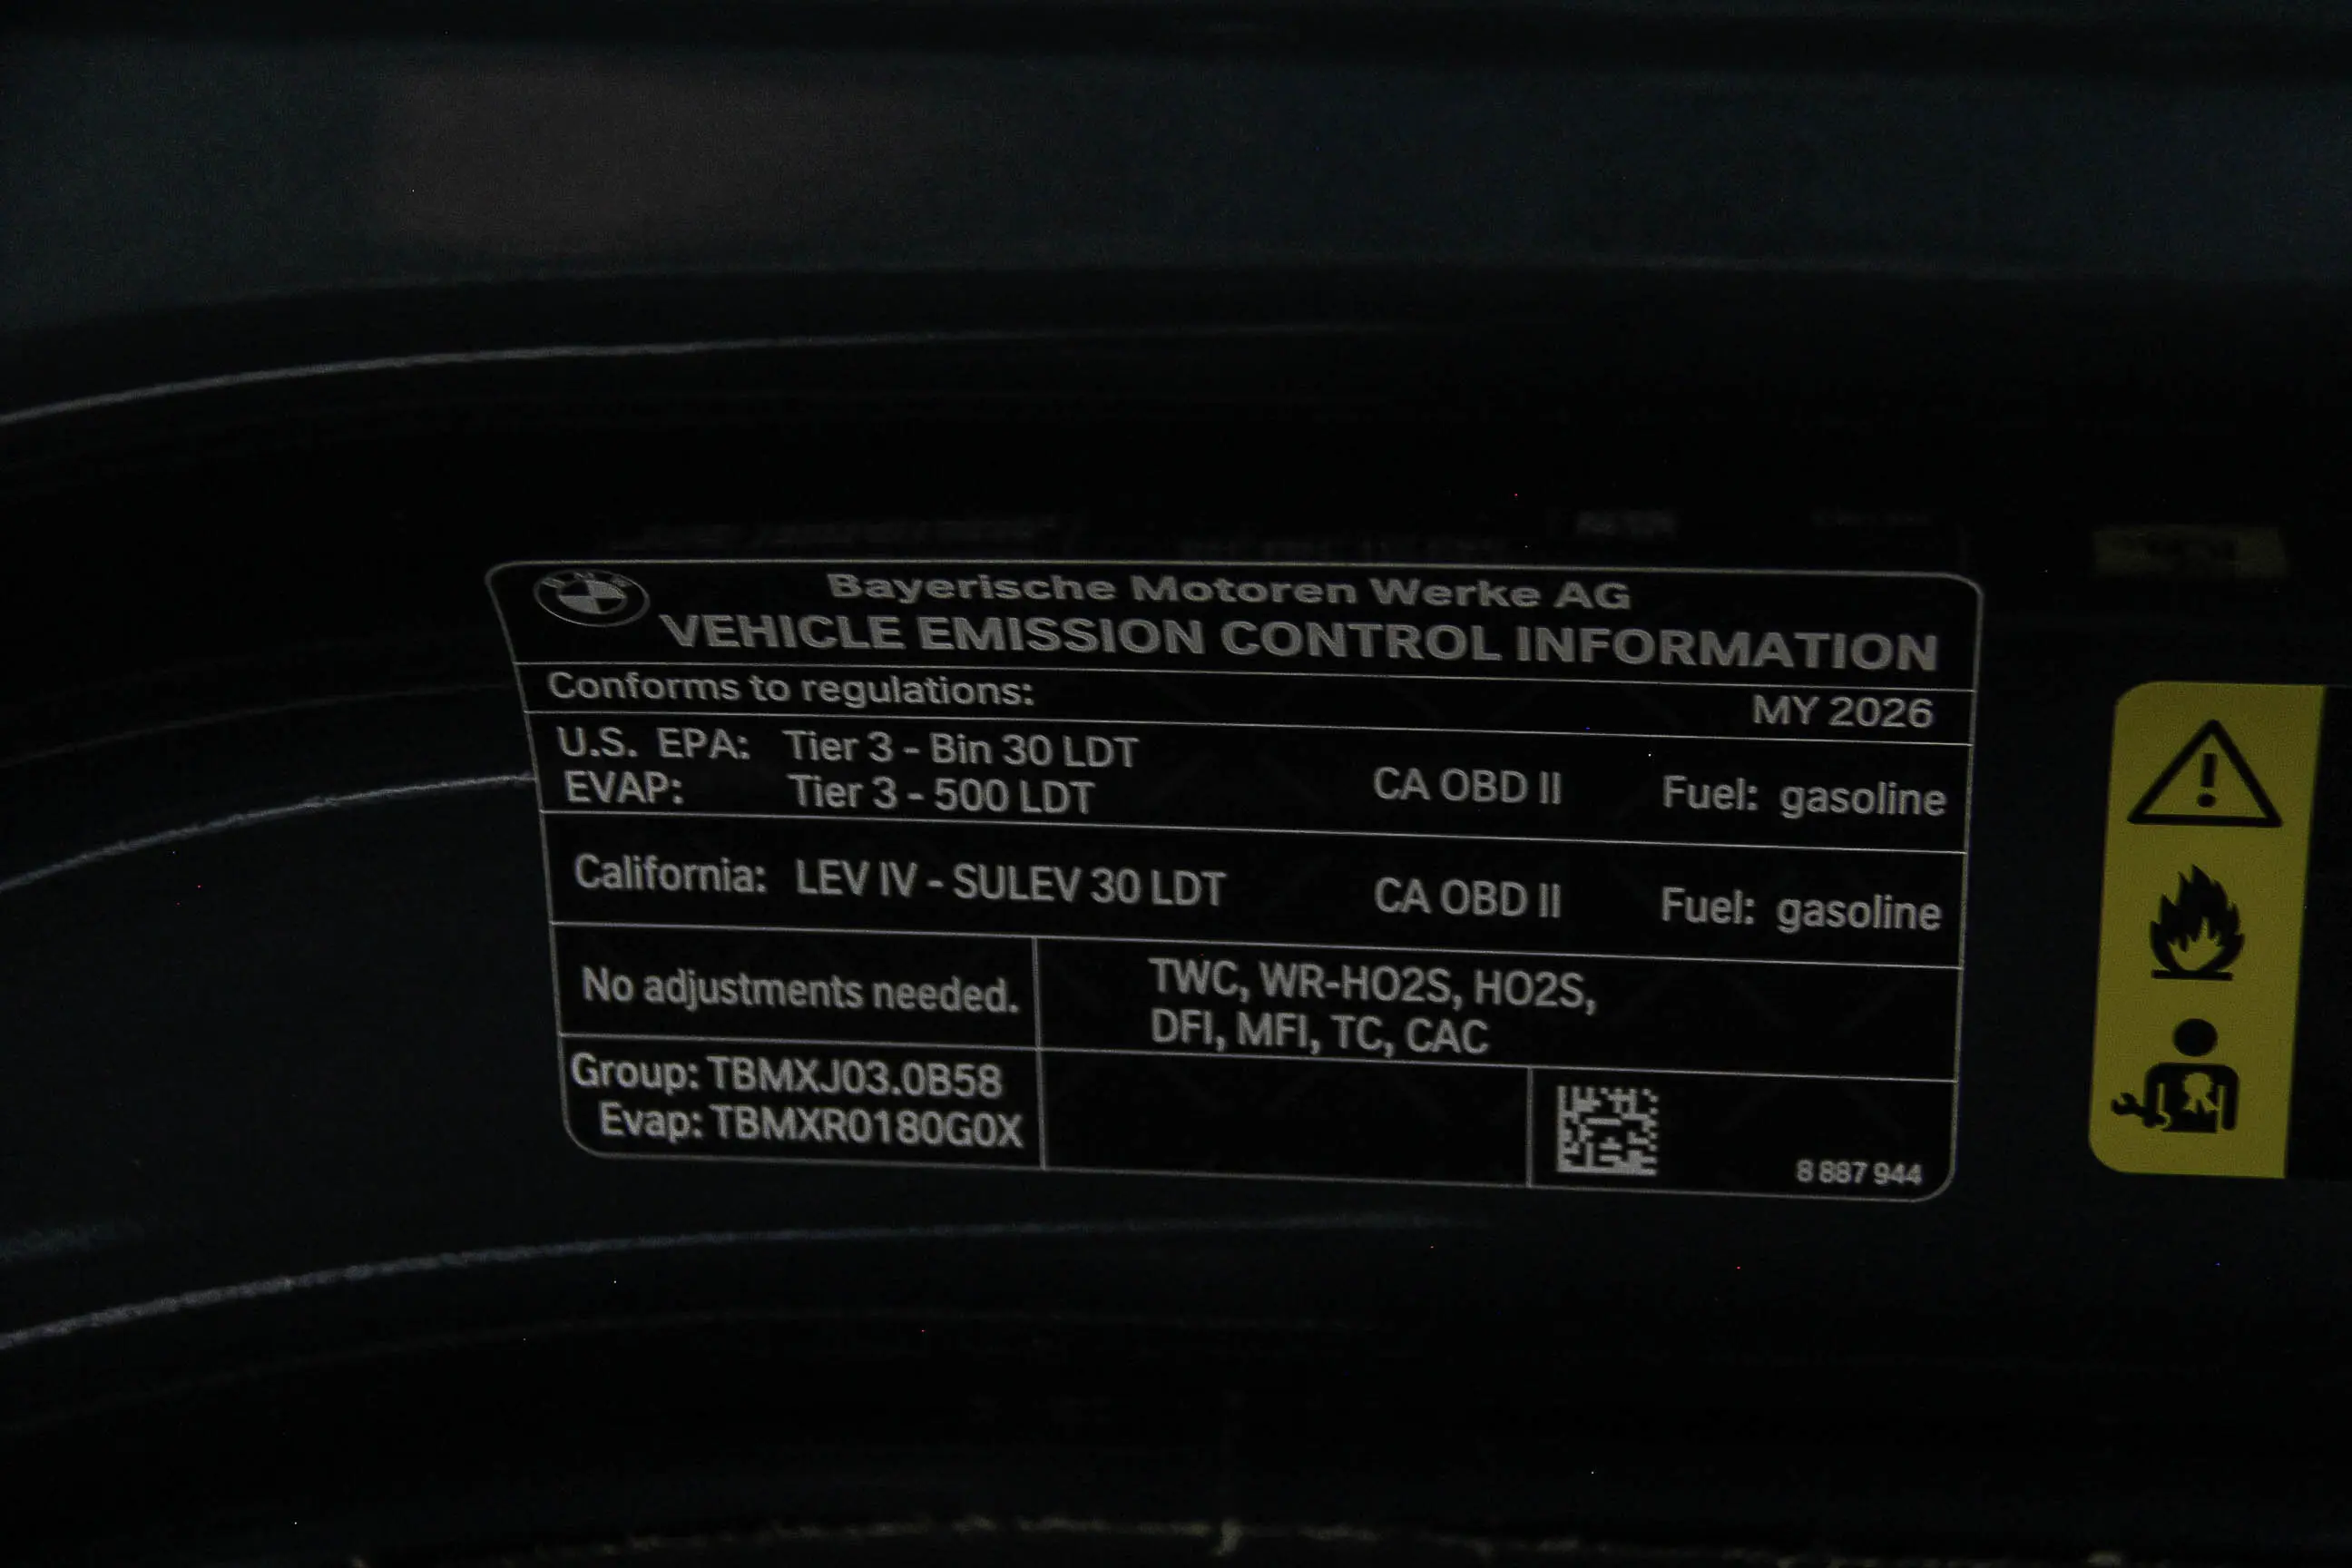 Bayerische Motoren Werke AG
VEHICLE EMISSION CONTROL INFORMATION
Conforms to regulations: MY 2026
U.S. EPA: Tier 3 - Bin 30 LDT
EVAP: Tier 3 - 500 LDT CA OBD II Fuel: gasoline
California: LEV IV - SULEV 30 LDT CA OBD II Fuel: gasoline
No adjustments needed.
TWC, WR-HO2S, HO2S,
DFI, MFI, TC, CAC
Group: TBMXJ03.0B58
Evap: TBMXR0180G0X
8 887 944